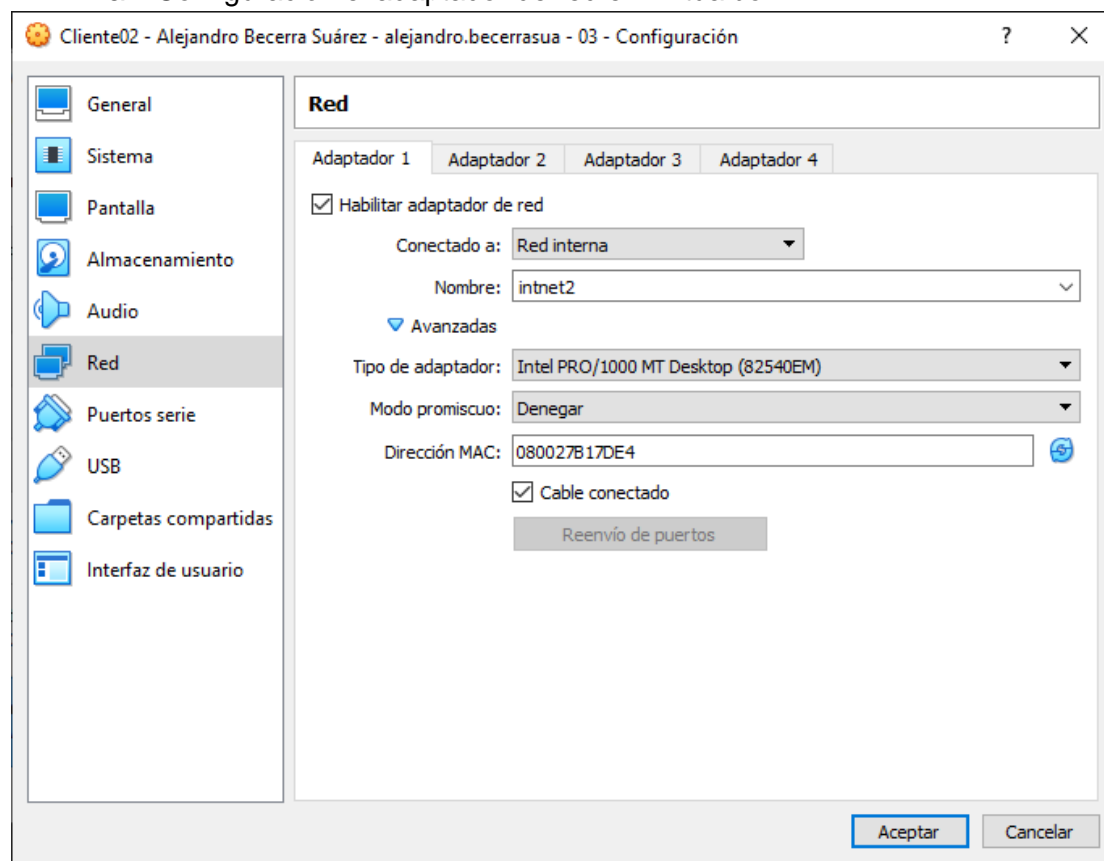 Cliente02 - Alejandro Becerra Suárez - alejandro.becerrasua - 03 - Configuración ? ×
General
Sistema
Pantalla
Almacenamiento
Audio
Red
Puertos serie
USB
Carpetas compartidas
Interfaz de usuario
Red
Adaptador 1 Adaptador 2 Adaptador 3 Adaptador 4
Habilitar adaptador de red
Conectado a: Red interna
Nombre: intnet2
Avanzadas
Tipo de adaptador: Intel PRO/1000 MT Desktop (82540EM)
Modo promiscuo: Denegar
Dirección MAC: 080027B17DE4
Cable conectado
Reenvío de puertos
Aceptar Cancelar